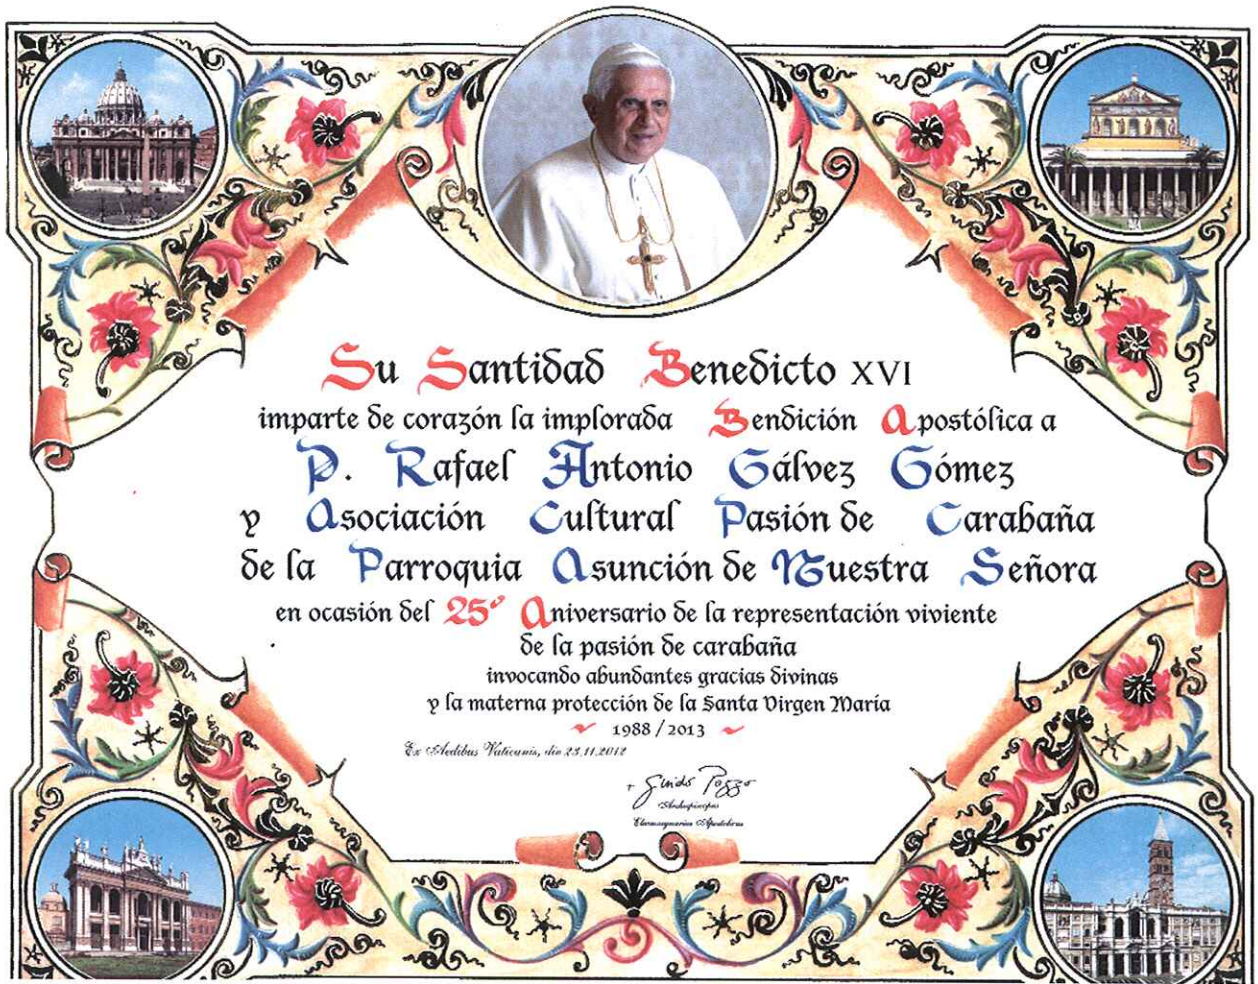 Su Santidad Benedicto XVI
imparte de corazón la implorada Bendición Apostólica a
P. Rafael Antonio Gálvez Gómez
y Asociación Cultural Pasión de Carabaña
de la Parroquia Asunción de Nuestra Señora
en ocasión del 25º Aniversario de la representación viviente
de la pasión de carabaña
invocando abundantes gracias divinas
y la materna protección de la Santa Virgen María
~ 1988 / 2013 ~
Ex Aedibus Vaticanis, die 23.11.2012
+ Guido Pozzo
Archiepiscopus
Eleemosynarius Apostolicus